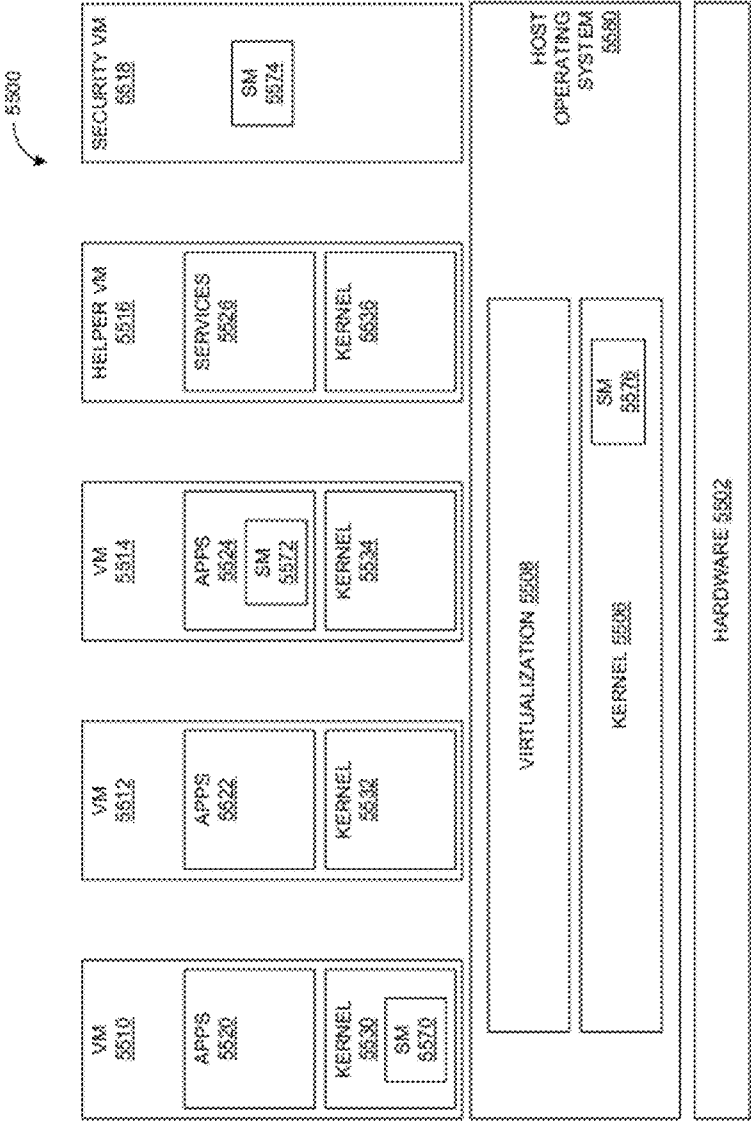 5500
VM
5510
APPS
5520
KERNEL
5530
SM
5570
VM
5512
APPS
5522
KERNEL
5532
VM
5514
APPS
5524
SM
5572
KERNEL
5534
HELPER VM
5516
SERVICES
5526
KERNEL
5536
SECURITY VM
5518
SM
5574
VIRTUALIZATION 5508
KERNEL 5506
SM
5576
HOST
OPERATING
SYSTEM
5580
HARDWARE 5502